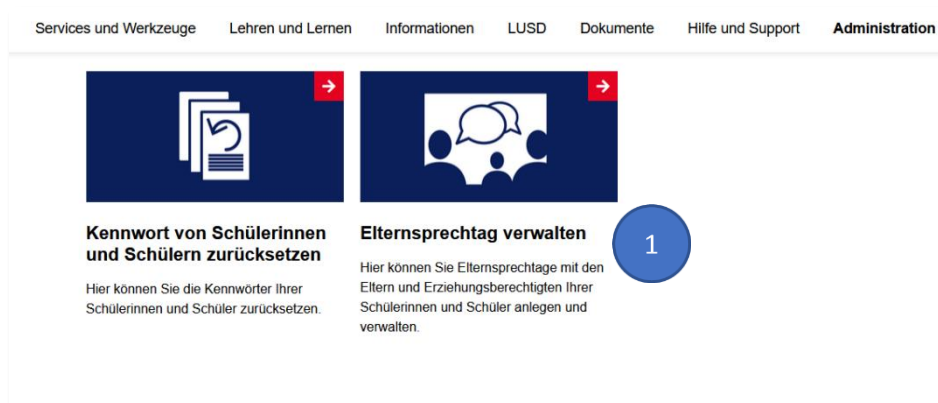 Services und Werkzeuge Lehren und Lernen Informationen LUSD Dokumente Hilfe und Support Administration
Kennwort von Schülerinnen
und Schülern zurücksetzen
Hier können Sie die Kennwörter Ihrer
Schülerinnen und Schüler zurücksetzen.
Elternsprechtag verwalten
Hier können Sie Elternsprechtage mit den
Eltern und Erziehungsberechtigten Ihrer
Schülerinnen und Schüler anlegen und
verwalten.
1